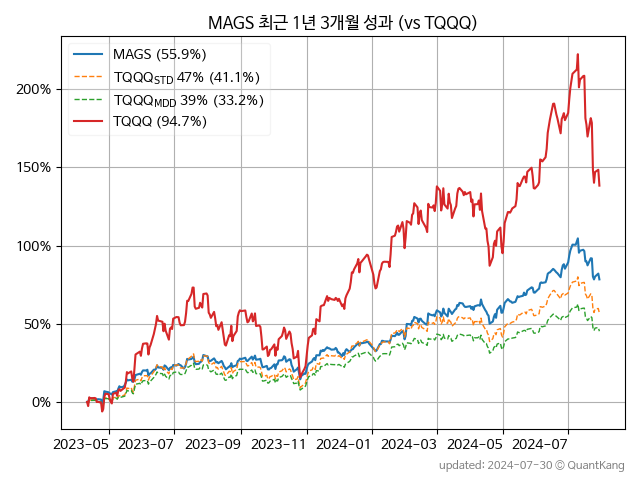 MAGS 최근 1년 3개월 성과 (vs TQQQ)
MAGS (55.9%)
TQQQSTD 47% (41.1%)
TQQQMDD 39% (33.2%)
TQQQ (94.7%)
200%
150%
100%
50%
0%
2023-05 2023-07 2023-09 2023-11 2024-01 2024-03 2024-05 2024-07
updated: 2024-07-30 © QuantKang